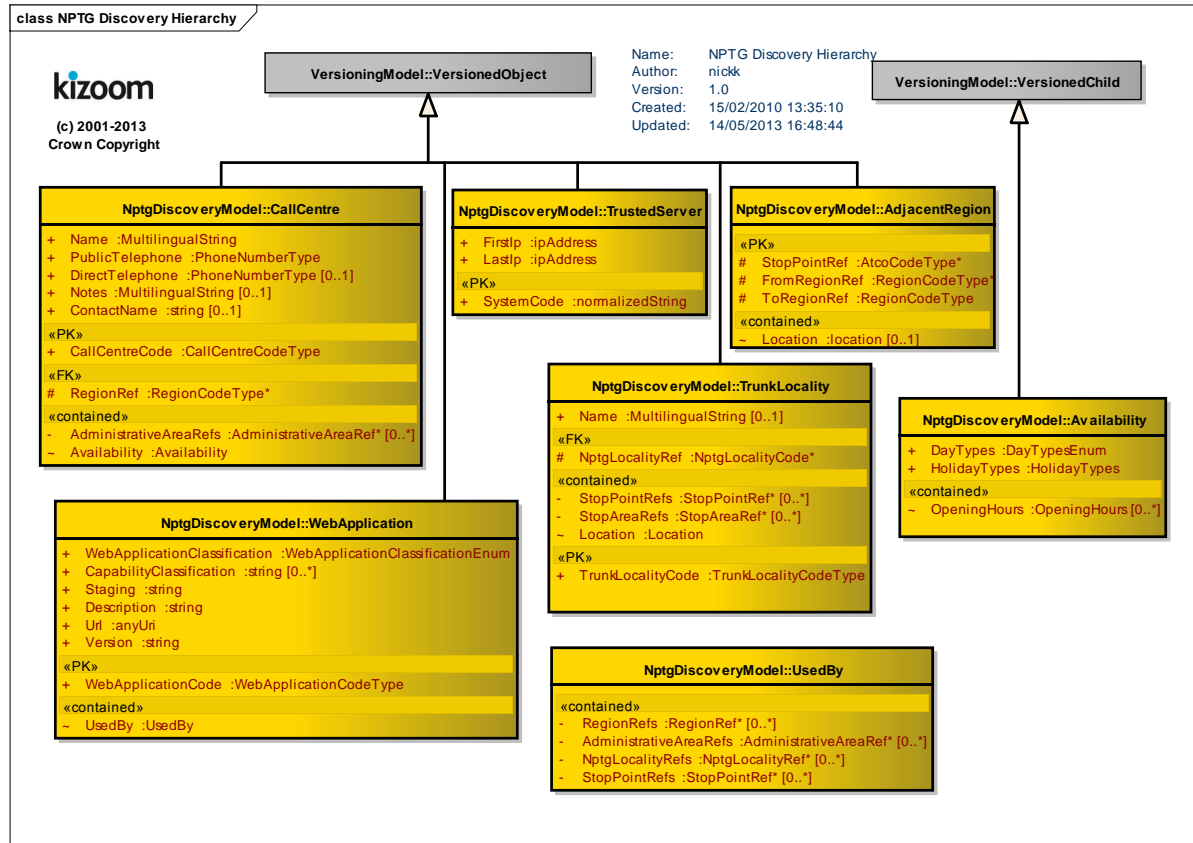 class NPTG Discovery Hierarchy
kizoom
(c) 2001-2013
Crown Copyright
VersioningModel::VersionedObject
Name: NPTG Discovery Hierarchy
Author: nickk
Version: 1.0
Created: 15/02/2010 13:35:10
Updated: 14/05/2013 16:48:44
VersioningModel::VersionedChild
NptgDiscoveryModel::CallCentre
+ Name :MultilingualString
+ PublicTelephone :PhoneNumberType
+ DirectTelephone :PhoneNumberType [0..1]
+ Notes :MultilingualString [0..1]
+ ContactName :string [0..1]
«PK»
+ CallCentreCode :CallCentreCodeType
«FK»
# RegionRef :RegionCodeType*
«contained»
- AdministrativeAreaRefs :AdministrativeAreaRef* [0..*]
~ Availability :Availability
NptgDiscoveryModel::TrustedServer
+ FirstIp :ipAddress
+ LastIp :ipAddress
«PK»
+ SystemCode :normalizedString
NptgDiscoveryModel::AdjacentRegion
«PK»
# StopPointRef :AtcoCodeType*
# FromRegionRef :RegionCodeType*
# ToRegionRef :RegionCodeType
«contained»
~ Location :location [0..1]
NptgDiscoveryModel::TrunkLocality
+ Name :MultilingualString [0..1]
«FK»
# NptgLocalityRef :NptgLocalityCode*
«contained»
- StopPointRefs :StopPointRef* [0..*]
- StopAreaRefs :StopAreaRef* [0..*]
~ Location :Location
«PK»
+ TrunkLocalityCode :TrunkLocalityCodeType
NptgDiscoveryModel::Availability
+ DayTypes :DayTypesEnum
+ HolidayTypes :HolidayTypes
«contained»
~ OpeningHours :OpeningHours [0..*]
NptgDiscoveryModel::WebApplication
+ WebApplicationClassification :WebApplicationClassificationEnum
+ CapabilityClassification :string [0..*]
+ Staging :string
+ Description :string
+ Url :anyUri
+ Version :string
«PK»
+ WebApplicationCode :WebApplicationCodeType
«contained»
~ UsedBy :UsedBy
NptgDiscoveryModel::UsedBy
«contained»
- RegionRefs :RegionRef* [0..*]
- AdministrativeAreaRefs :AdministrativeAreaRef* [0..*]
- NptgLocalityRefs :NptgLocalityRef* [0..*]
- StopPointRefs :StopPointRef* [0..*]